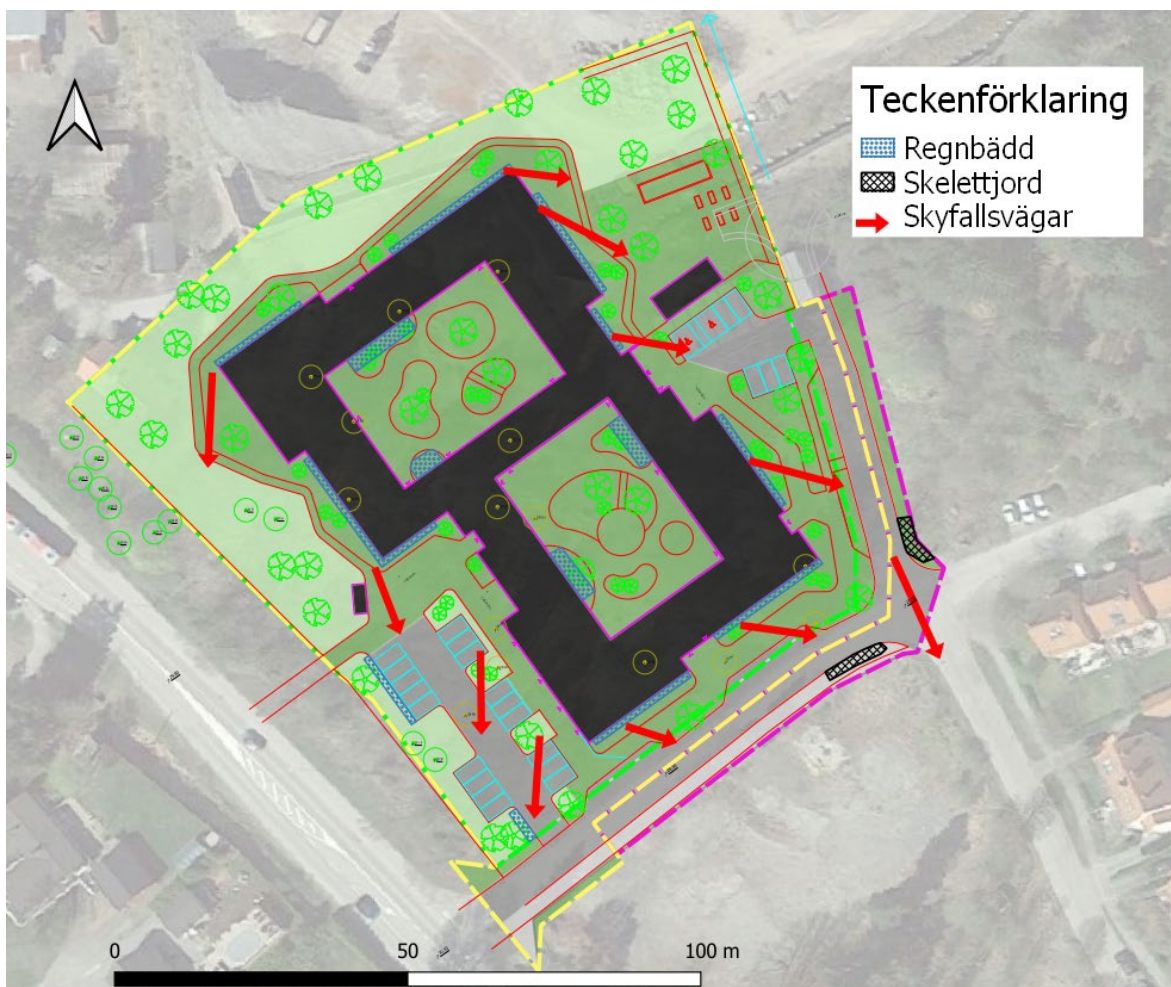 Teckenförklaring
Regnbädd
Skelettjord
Skyfallsvägar
0 50 100 m